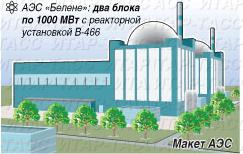 АЭС «Белене»: два блока
по 1000 МВт с реакторной
установкой В-466
Макет АЭС